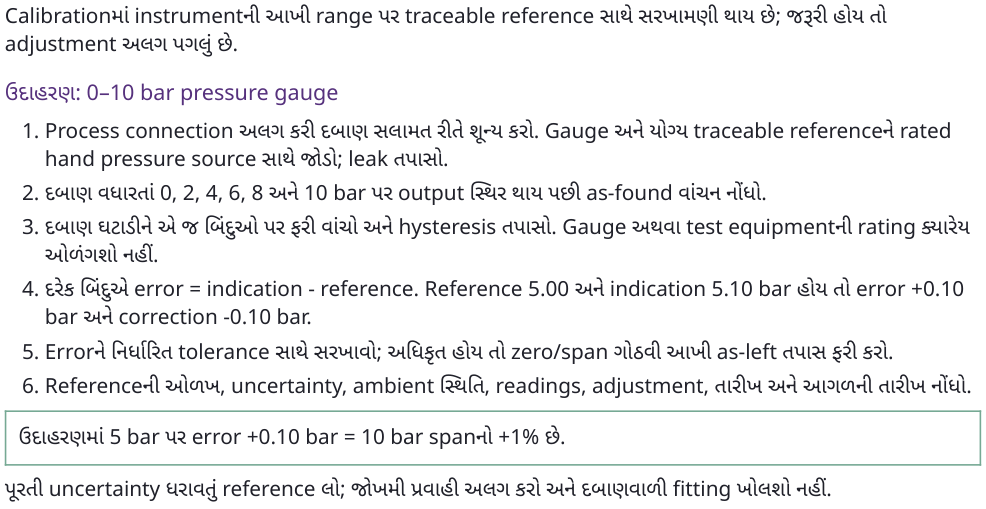 Calibrationમાં instrumentની આખી range પર traceable reference સાથે સરખામણી થાય છે; જરૂરી હોય તો
adjustment અલગ પગલું છે.
ઉદાહરણ: 0–10 bar pressure gauge
1. Process connection અલગ કરી દબાણ સલામત રીતે શૂન્ય કરો. Gauge અને યોગ્ય traceable referenceને rated
hand pressure source સાથે જોડો; leak તપાસો.
2. દબાણ વધારતાં 0, 2, 4, 6, 8 અને 10 bar પર output સ્થિર થાય પછી as-found વાંચન નોંધો.
3. દબાણ ઘટાડીને એ જ બિંદુઓ પર ફરી વાંચો અને hysteresis તપાસો. Gauge અથવા test equipmentની rating ક્યારેય
ઓળંગશો નહીં.
4. દરેક બિંદુએ error = indication - reference. Reference 5.00 અને indication 5.10 bar હોય તો error +0.10
bar અને correction -0.10 bar.
5. Errorને નિર્ધારિત tolerance સાથે સરખાવો; અધિકૃત હોય તો zero/span ગોઠવી આખી as-left તપાસ ફરી કરો.
6. Referenceની ઓળખ, uncertainty, ambient સ્થિતિ, readings, adjustment, તારીખ અને આગળની તારીખ નોંધો.
ઉદાહરણમાં 5 bar પર error +0.10 bar = 10 bar spanનો +1% છે.
પૂરતી uncertainty ધરાવતું reference લો; જોખમી પ્રવાહી અલગ કરો અને દબાણવાળી fitting ખોલશો નહીં.